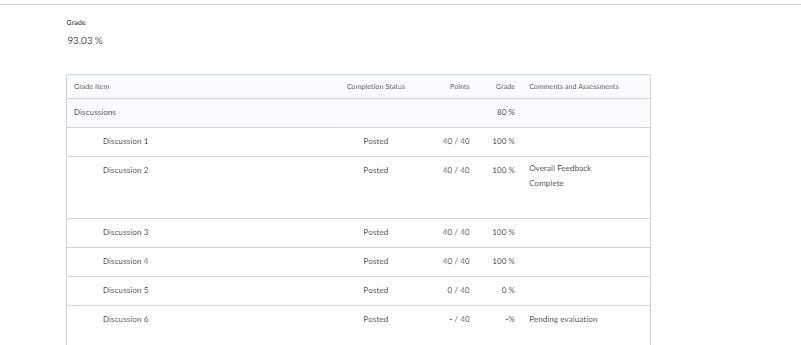 Grade
93.03 %
Grade Item Completion Status Points Grade Comments and Assessments
Discussions 80 %
Discussion 1 Posted 40 / 40 100 %
Discussion 2 Posted 40 / 40 100 % Overall Feedback
Complete
Discussion 3 Posted 40 / 40 100 %
Discussion 4 Posted 40 / 40 100 %
Discussion 5 Posted 0 / 40 0 %
Discussion 6 Posted - / 40 -% Pending evaluation